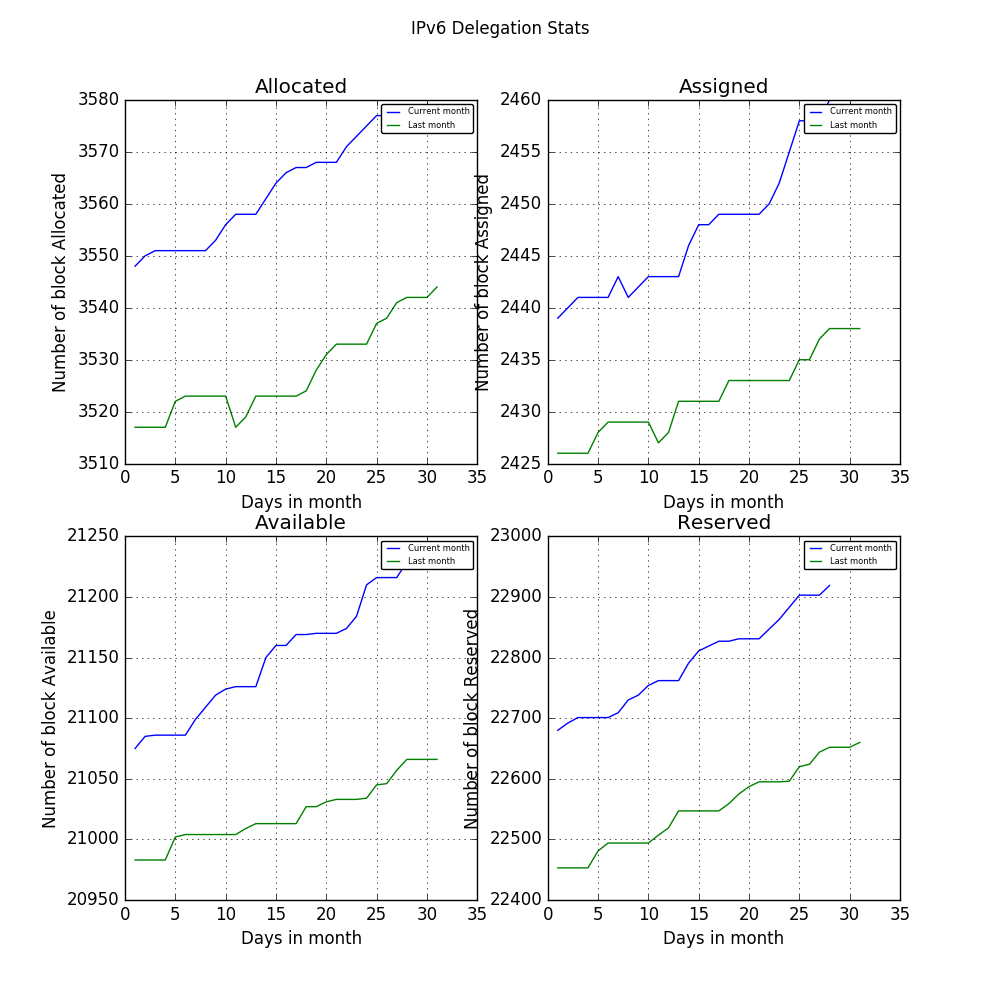 IPv6 Delegation Stats
Allocated
Number of block Allocated
3580
3570
3560
3550
3540
3530
3520
3510
0 5 10 15 20 25 30 35
Days in month
Current month
Last month
Assigned
Number of block Assigned
2460
2455
2450
2445
2440
2435
2430
2425
0 5 10 15 20 25 30 35
Days in month
Current month
Last month
Available
Number of block Available
21250
21200
21150
21100
21050
21000
20950
0 5 10 15 20 25 30 35
Days in month
Current month
Last month
Reserved
Number of block Reserved
23000
22900
22800
22700
22600
22500
22400
0 5 10 15 20 25 30 35
Days in month
Current month
Last month